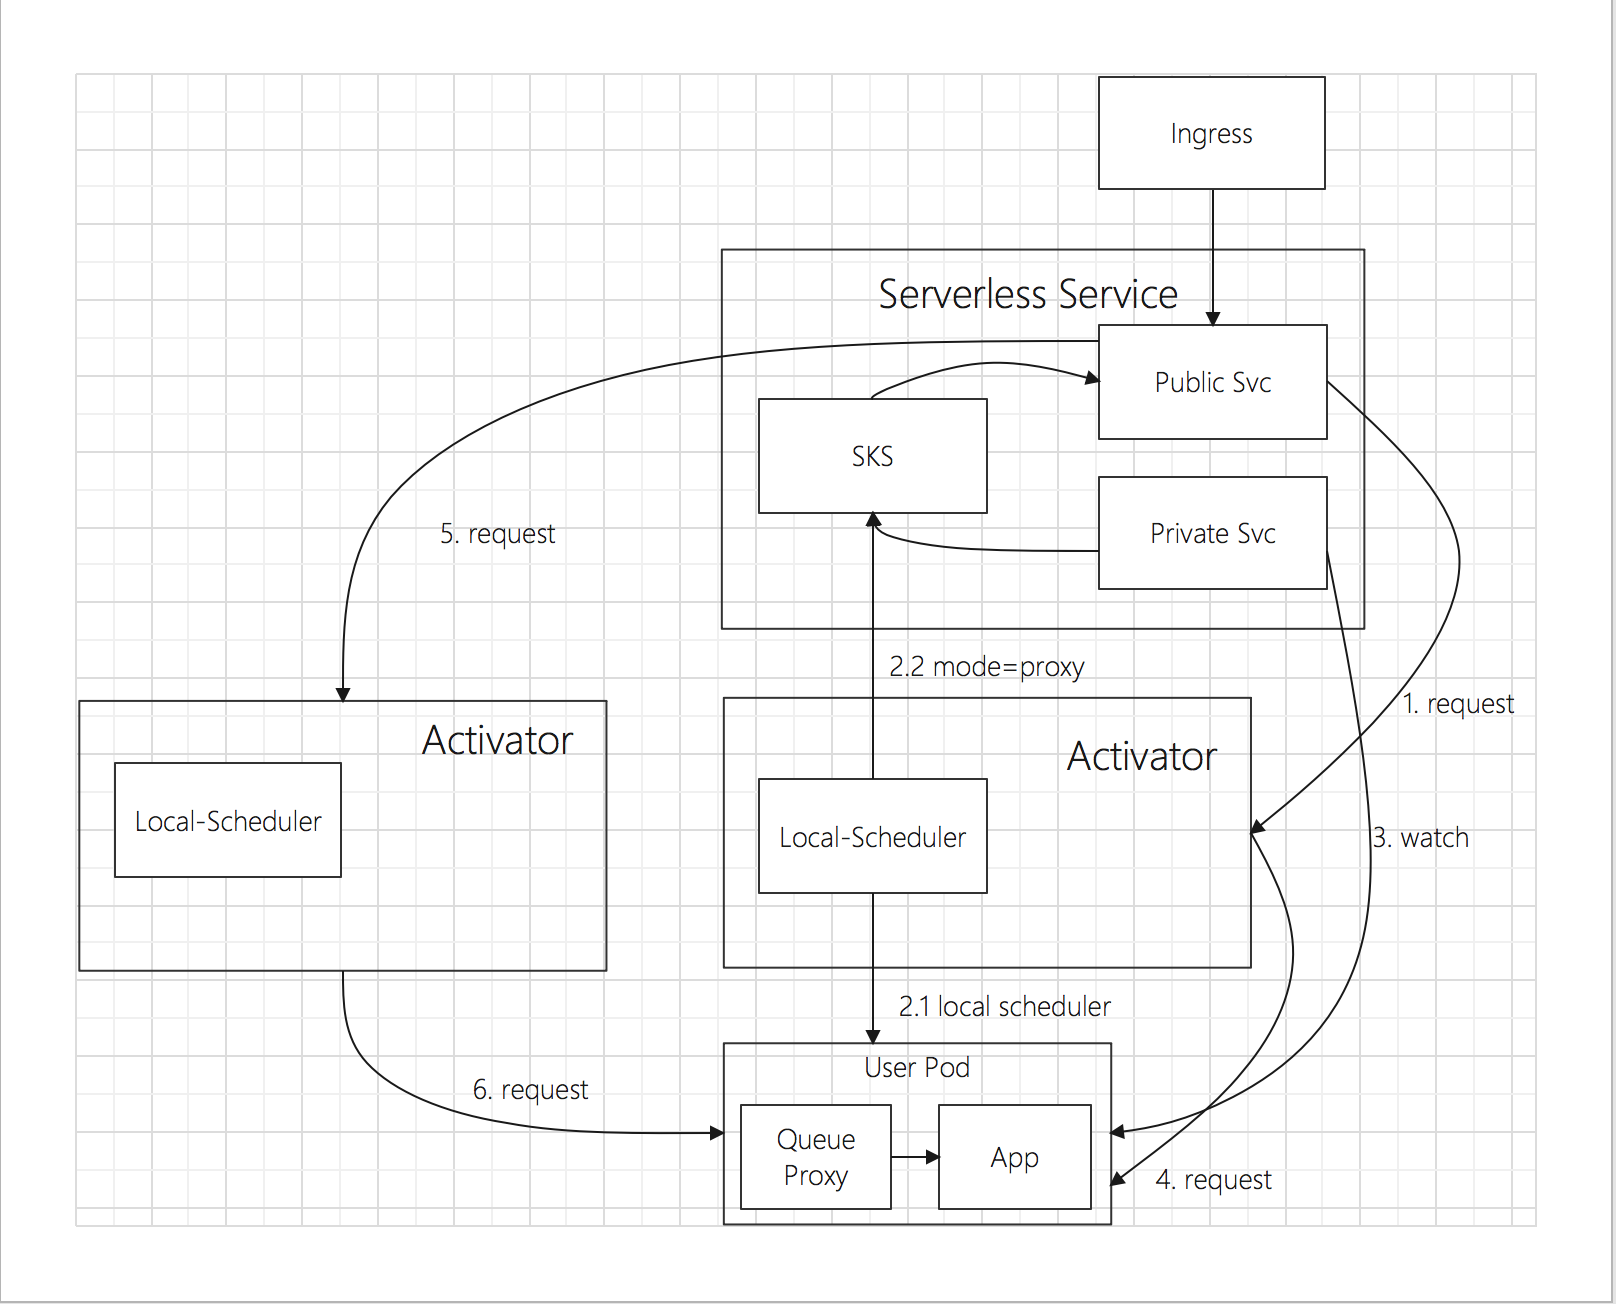 Ingress
Serverless Service
Public Svc
SKS
Private Svc
5. request
2.2 mode=proxy
1. request
Activator
Activator
Local-Scheduler
Local-Scheduler
3. watch
2.1 local scheduler
User Pod
6. request
Queue
Proxy
App
4. request